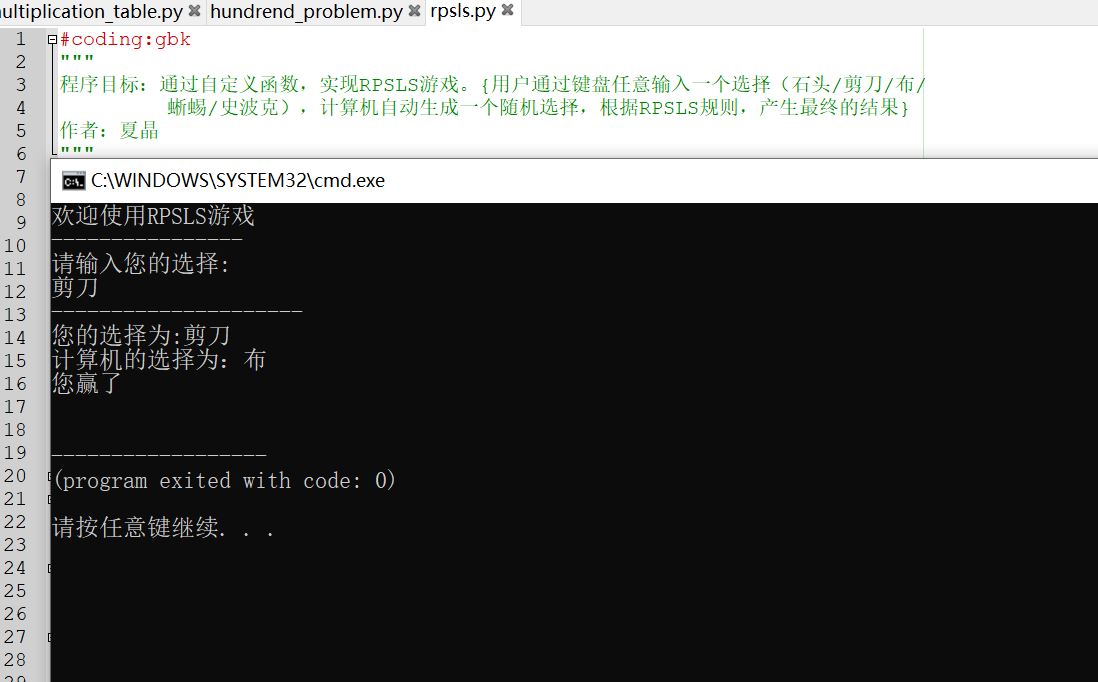 ultiplication_table.py hundrend_problem.py rpsls.py
1 #coding:gbk
2 """
3 程序目标：通过自定义函数，实现RPSLS游戏。{用户通过键盘任意输入一个选择（石头/剪刀/布/
4 蜥蜴/史波克），计算机自动生成一个随机选择，根据RPSLS规则，产生最终的结果}
5 作者：夏晶
6 """
7
8
9
10
11
12
13
14
15
16
17
18
19
20
21
22
23
24
25
26
27
28
C:\WINDOWS\SYSTEM32\cmd.exe
欢迎使用RPSLS游戏
----------------
请输入您的选择:
剪刀
---------------------
您的选择为:剪刀
计算机的选择为：布
您赢了
------------------
(program exited with code: 0)
请按任意键继续. . .